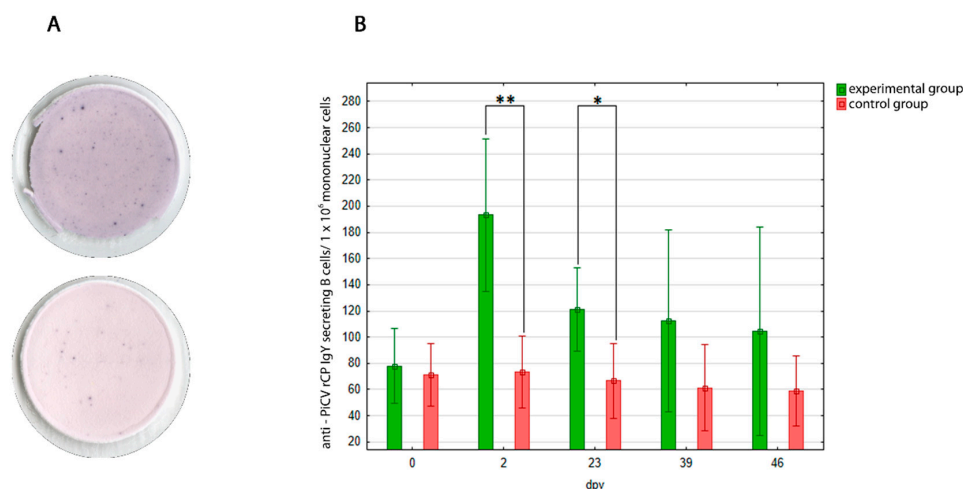 A
B
anti - PiCV rCP IgY secreting B cells/ 1 x 10⁶ mononuclear cells
280
260
240
220
200
180
160
140
120
100
80
60
40
20
**
*
experimental group
control group
0 2 23 39 46
dpv